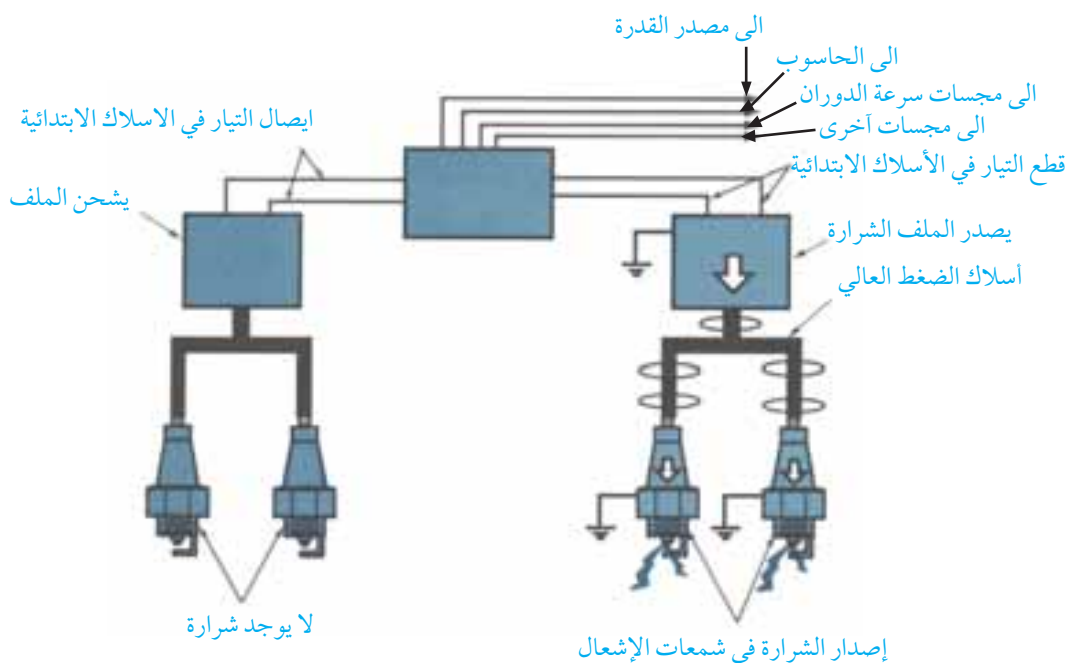 الى مصدر القدرة
الى الحاسوب
الى مجسات سرعة الدوران
الى مجسات آخرى
ايصال التيار في الاسلاك الابتدائية
قطع التيار في الأسلاك الابتدائية
يشحن الملف
يصدر الملف الشرارة
أسلاك الضغط العالي
لا يوجد شرارة
إصدار الشرارة في شمعات الإشعال